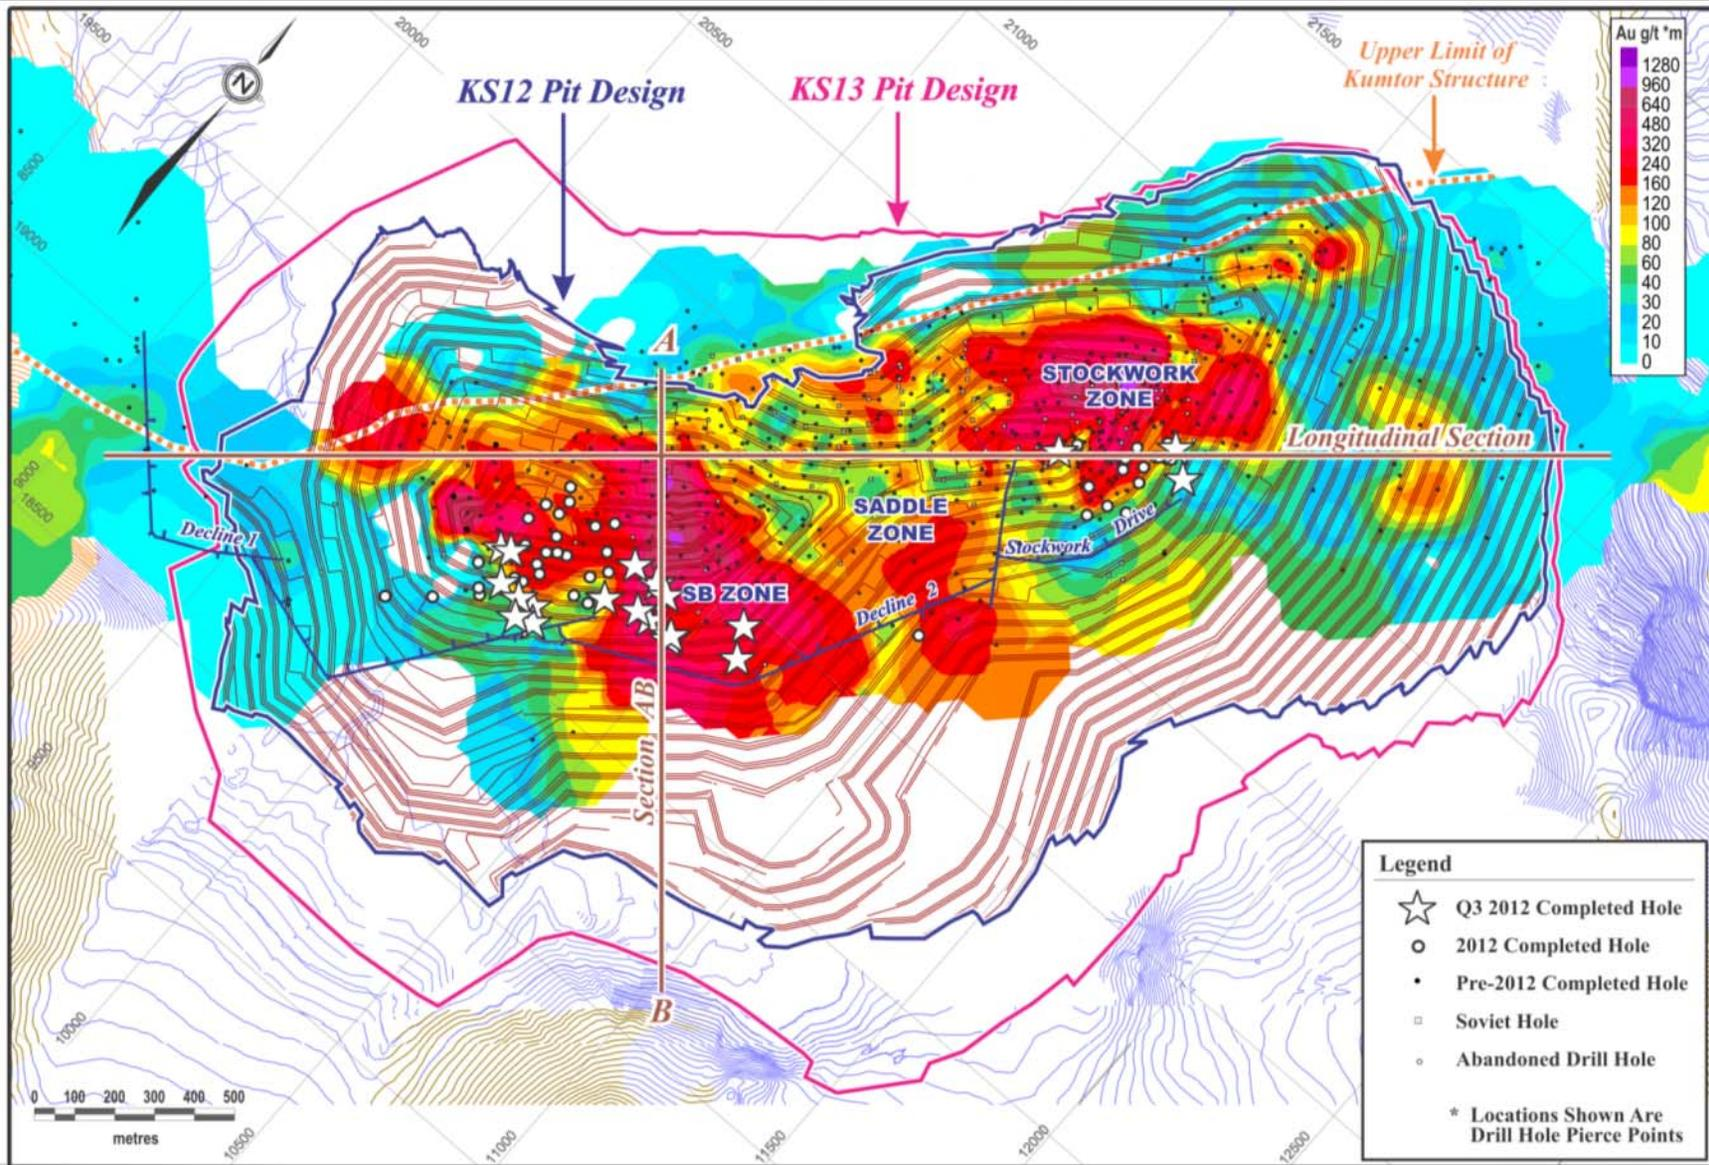 19500
20000
20500
21000
21500
Au g/t *m
1280
960
640
480
320
240
160
120
100
80
60
40
30
20
10
0
Upper Limit of
Kumtor Structure
KS12 Pit Design
KS13 Pit Design
N
8500
19000
9000
18500
9500
10000
10500
11000
11500
12000
12500
A
STOCKWORK
ZONE
Longitudinal Section
SADDLE
ZONE
Decline 1
Stockwork Drive
SB ZONE
Decline 2
Section AB
B
Legend
Q3 2012 Completed Hole
2012 Completed Hole
Pre-2012 Completed Hole
Soviet Hole
Abandoned Drill Hole
* Locations Shown Are
Drill Hole Pierce Points
0 100 200 300 400 500
metres